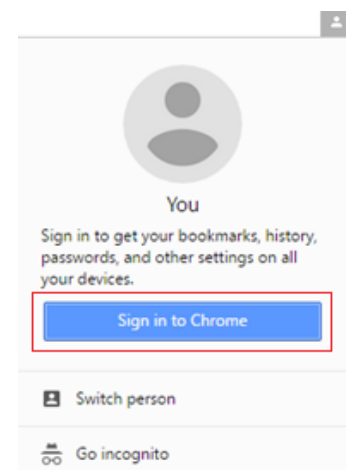 You
Sign in to get your bookmarks, history,
passwords, and other settings on all
your devices.
Sign in to Chrome
Switch person
Go incognito